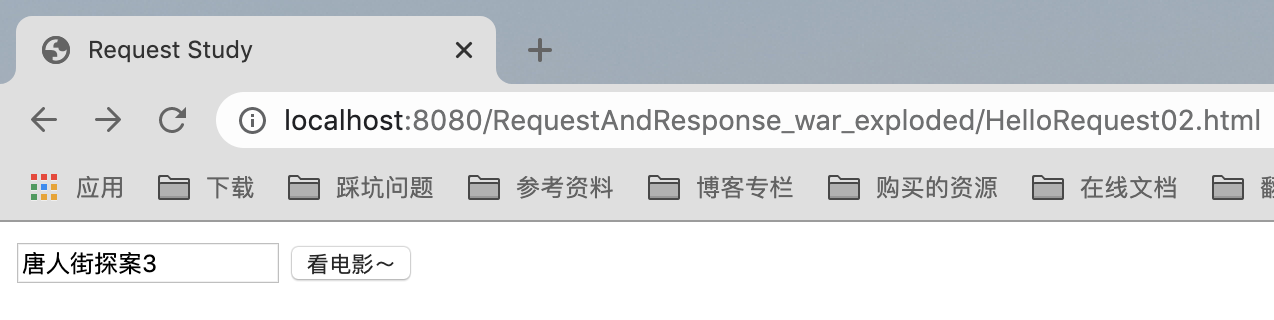 Request Study
localhost:8080/RequestAndResponse_war_exploded/HelloRequest02.html
应用 下载 踩坑问题 参考资料 博客专栏 购买的资源 在线文档
唐人街探案3 看电影～